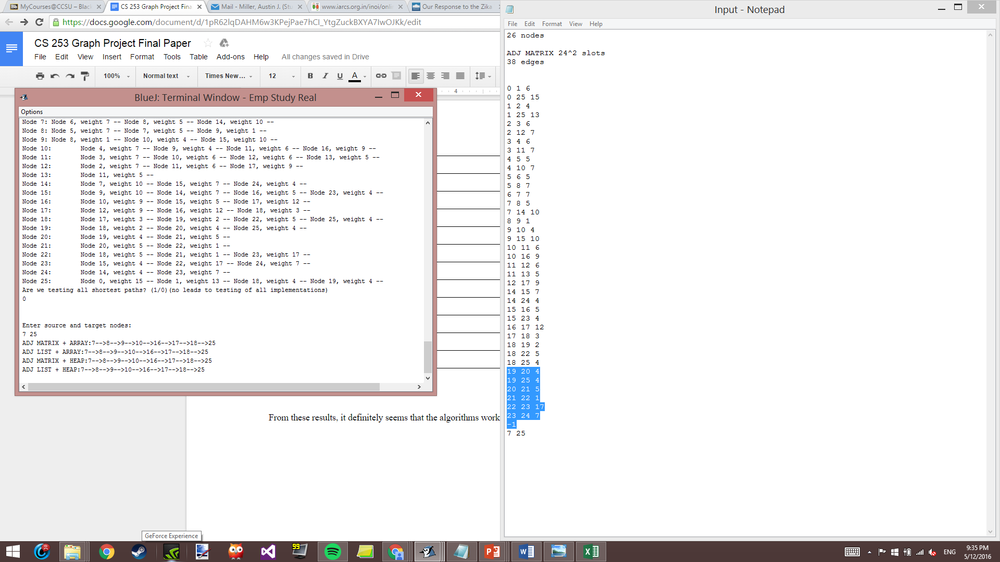 MyCourses@CCSU – Blac
CS 253 Graph Project Fina
Mail - Miller, Austin J. (Stu
www.iarcs.org.in/inoi/onli
Our Response to the Zika
https://docs.google.com/document/d/1pR62lqDAHM6w3KPejPae7hCI_YtgZuckBXYA7IwOJKk/edit
CS 253 Graph Project Final Paper
File Edit View Insert Format Tools Table Add-ons Help All changes saved in Drive
100% Normal text Times New... 12 B I U A
4
BlueJ: Terminal Window - Emp Study Real
Options
Node 7: Node 6, weight 7 -- Node 8, weight 5 -- Node 14, weight 10 --
Node 8: Node 5, weight 7 -- Node 7, weight 5 -- Node 9, weight 1 --
Node 9: Node 8, weight 1 -- Node 10, weight 4 -- Node 15, weight 10 --
Node 10: Node 4, weight 7 -- Node 9, weight 4 -- Node 11, weight 6 -- Node 16, weight 9 --
Node 11: Node 3, weight 7 -- Node 10, weight 6 -- Node 12, weight 6 -- Node 13, weight 5 --
Node 12: Node 2, weight 7 -- Node 11, weight 6 -- Node 17, weight 9 --
Node 13: Node 11, weight 5 --
Node 14: Node 7, weight 10 -- Node 15, weight 7 -- Node 24, weight 4 --
Node 15: Node 9, weight 10 -- Node 14, weight 7 -- Node 16, weight 5 -- Node 23, weight 4 --
Node 16: Node 10, weight 9 -- Node 15, weight 5 -- Node 17, weight 12 --
Node 17: Node 12, weight 9 -- Node 16, weight 12 -- Node 18, weight 3 --
Node 18: Node 17, weight 3 -- Node 19, weight 2 -- Node 22, weight 5 -- Node 25, weight 4 --
Node 19: Node 18, weight 2 -- Node 20, weight 4 -- Node 25, weight 4 --
Node 20: Node 19, weight 4 -- Node 21, weight 5 --
Node 21: Node 20, weight 5 -- Node 22, weight 1 --
Node 22: Node 18, weight 5 -- Node 21, weight 1 -- Node 23, weight 17 --
Node 23: Node 15, weight 4 -- Node 22, weight 17 -- Node 24, weight 7 --
Node 24: Node 14, weight 4 -- Node 23, weight 7 --
Node 25: Node 0, weight 15 -- Node 1, weight 13 -- Node 18, weight 4 -- Node 19, weight 4 --
Are we testing all shortest paths? (1/0)(no leads to testing of all implementations)
0
Enter source and target nodes:
7 25
ADJ MATRIX + ARRAY:7-->8-->9-->10-->16-->17-->18-->25
ADJ LIST + ARRAY:7-->8-->9-->10-->16-->17-->18-->25
ADJ MATRIX + HEAP:7-->8-->9-->10-->16-->17-->18-->25
ADJ LIST + HEAP:7-->8-->9-->10-->16-->17-->18-->25
From these results, it definitely seems that the algorithms work
Input - Notepad
File Edit Format View Help
26 nodes
ADJ MATRIX 24^2 slots
38 edges
0 1 6
0 25 15
1 2 4
1 25 13
2 3 6
2 12 7
3 4 6
3 11 7
4 5 5
4 10 7
5 6 5
5 8 7
6 7 7
7 8 5
7 14 10
8 9 1
9 10 4
9 15 10
10 11 6
10 16 9
11 12 6
11 13 5
12 17 9
14 15 7
14 24 4
15 16 5
15 23 4
16 17 12
17 18 3
18 19 2
18 22 5
18 25 4
19 20 4
19 25 4
20 21 5
21 22 1
22 23 17
23 24 7
-1
7 25
GeForce Experience
99
ENG
9:35 PM
5/12/2016